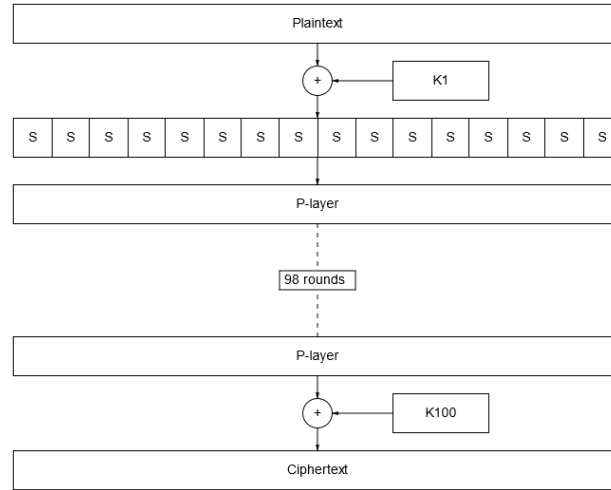 Plaintext
+ K1
S S S S S S S S S S S S S S S S
P-layer
98 rounds
P-layer
+ K100
Ciphertext